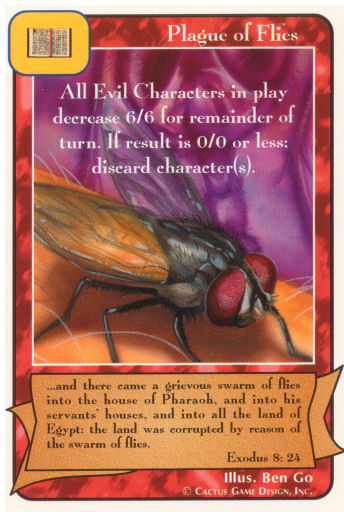 Plague of Flies
All Evil Characters in play
decrease 6/6 for remainder of
turn. If result is 0/0 or less:
discard character(s).
...and there came a grievous swarm of flies
into the house of Pharaoh, and into his
servants' houses, and into all the land of
Egypt: the land was corrupted by reason of
the swarm of flies.
Exodus 8: 24
Illus. Ben Go
© CACTUS GAME DESIGN, INC.